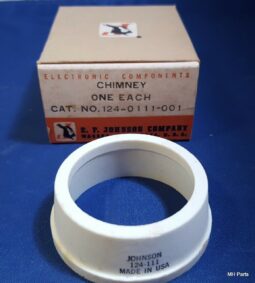 ELECTRONIC COMPONENTS
CHIMNEY
ONE EACH
CAT. NO. 124-0111-001
E. F. JOHNSON COMPANY
JOHNSON
124-111
MADE IN USA
MH Parts